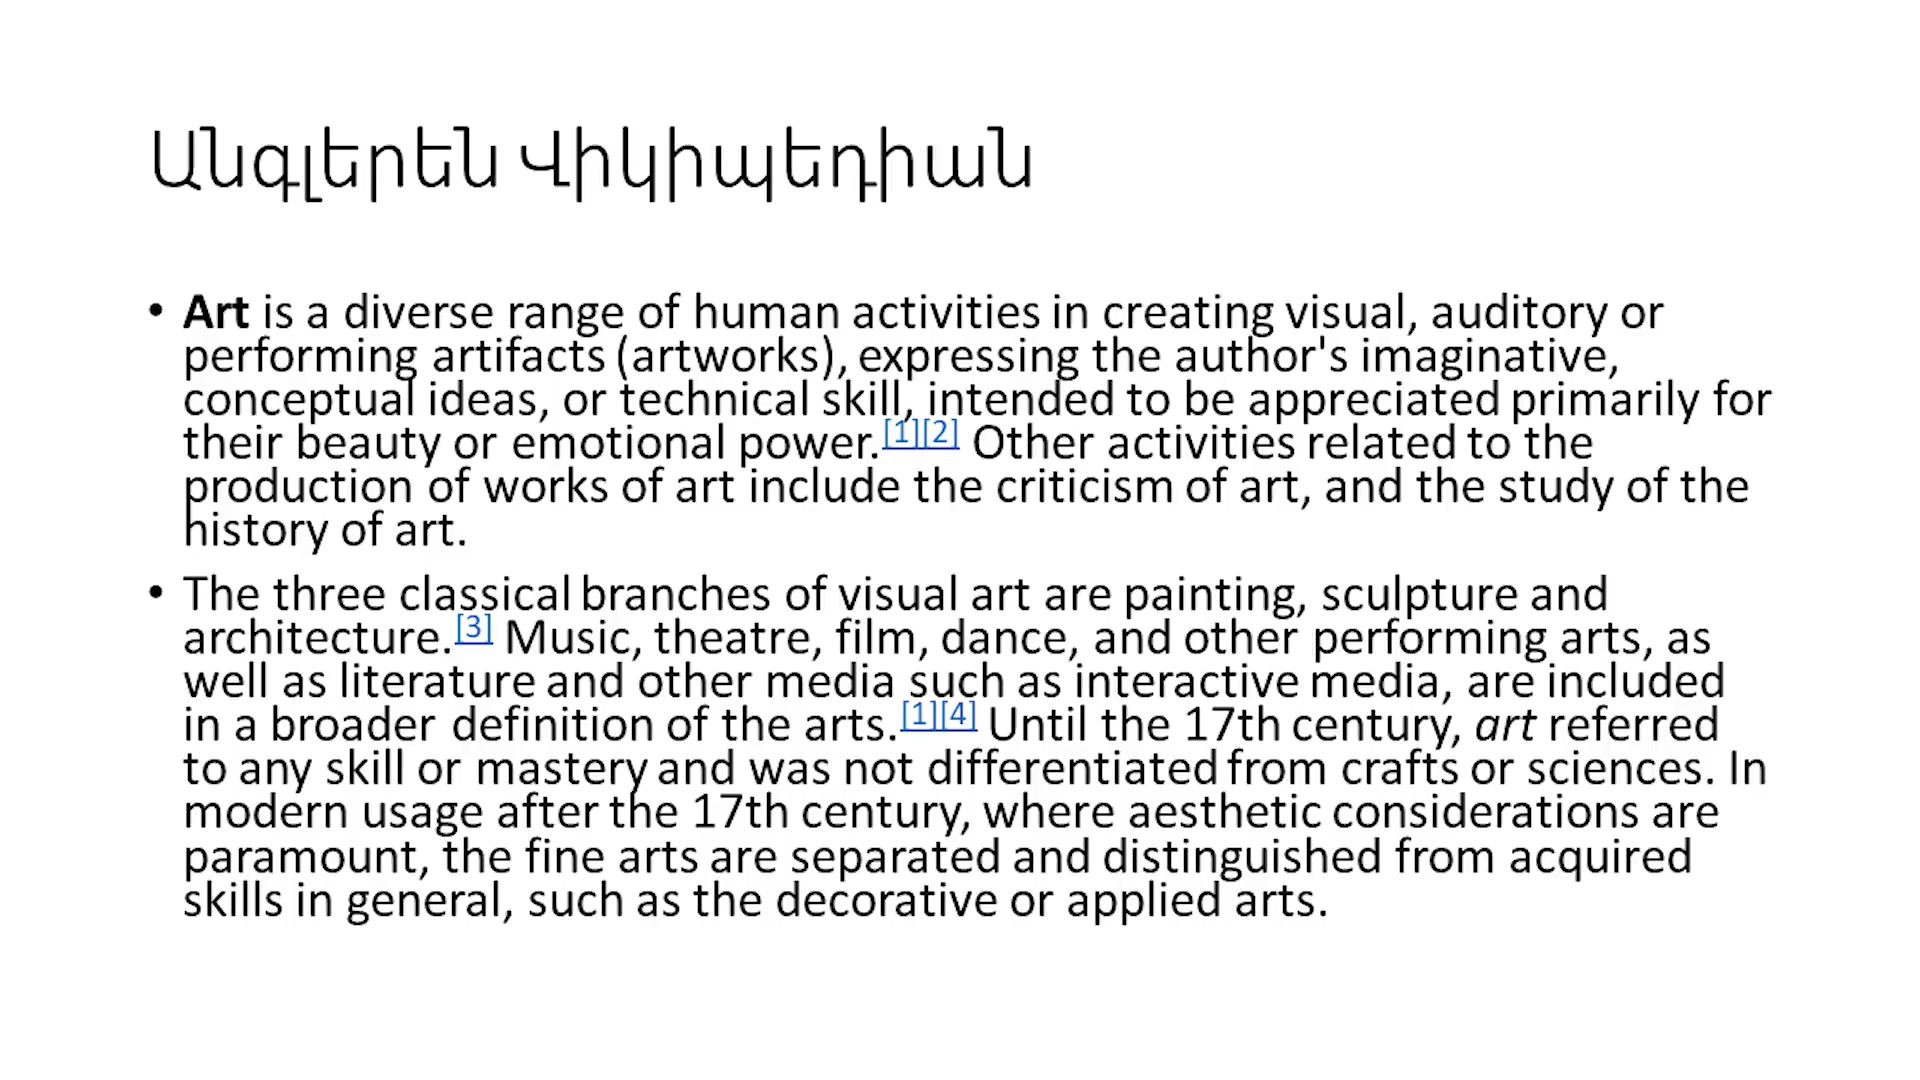 Անգլերեն Վիկիպեդիան
• Art is a diverse range of human activities in creating visual, auditory or
performing artifacts (artworks), expressing the author's imaginative,
conceptual ideas, or technical skill, intended to be appreciated primarily for
their beauty or emotional power.[1][2] Other activities related to the
production of works of art include the criticism of art, and the study of the
history of art.
• The three classical branches of visual art are painting, sculpture and
architecture.[3] Music, theatre, film, dance, and other performing arts, as
well as literature and other media such as interactive media, are included
in a broader definition of the arts.[1][4] Until the 17th century, art referred
to any skill or mastery and was not differentiated from crafts or sciences. In
modern usage after the 17th century, where aesthetic considerations are
paramount, the fine arts are separated and distinguished from acquired
skills in general, such as the decorative or applied arts.